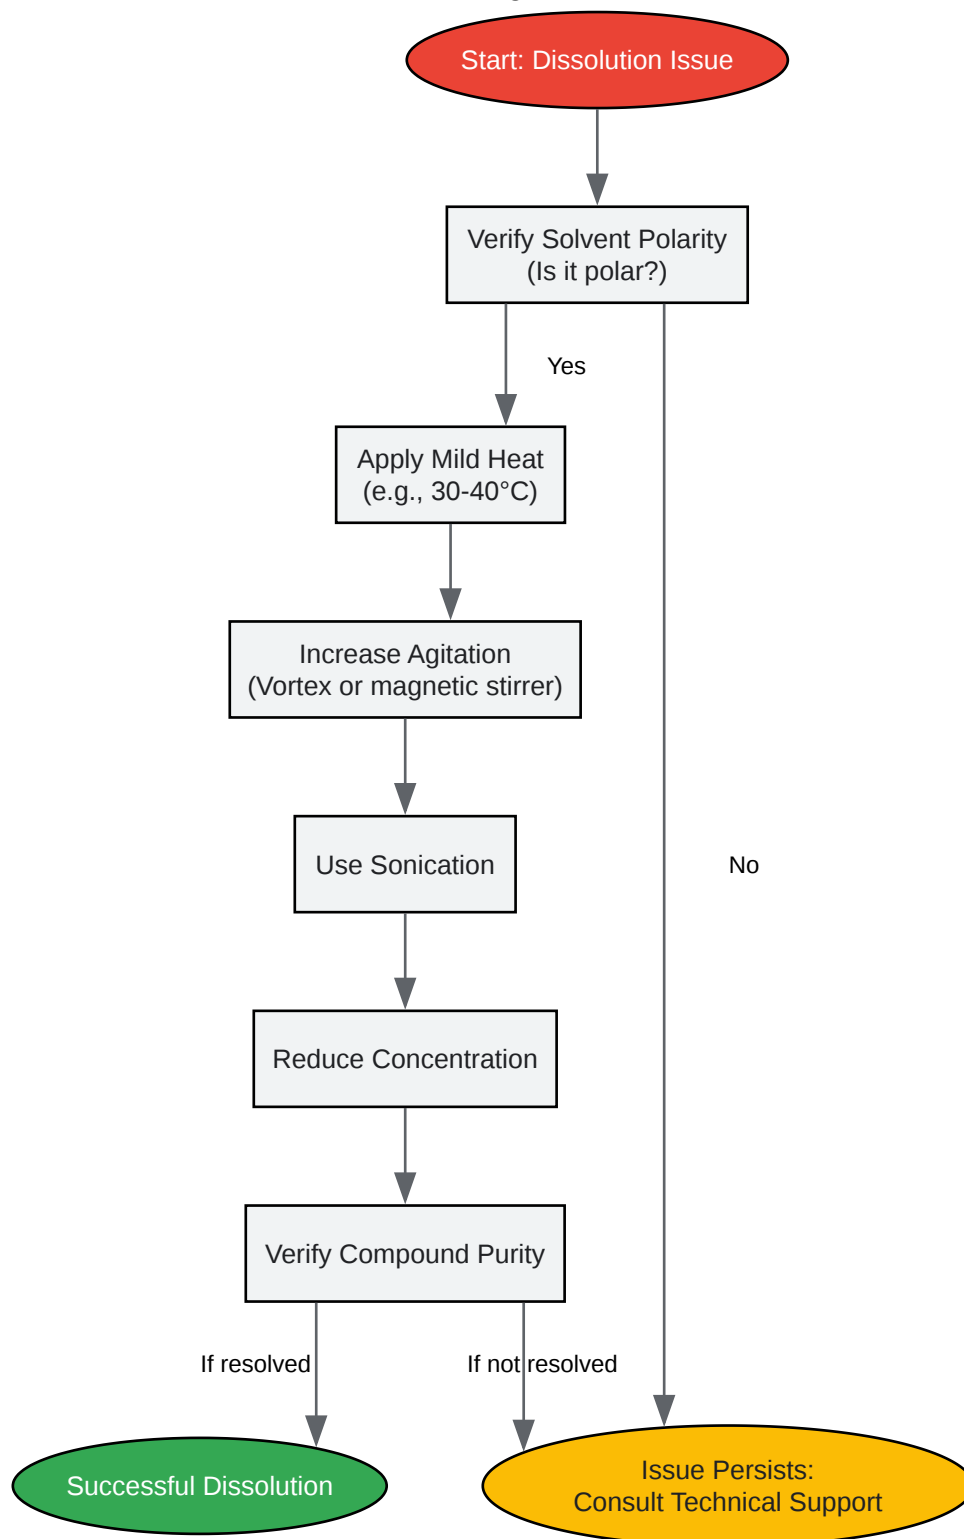 Start: Dissolution Issue
Verify Solvent Polarity
(Is it polar?)
Yes
Apply Mild Heat
(e.g., 30-40°C)
Increase Agitation
(Vortex or magnetic stirrer)
Use Sonication
No
Reduce Concentration
Verify Compound Purity
If resolved
If not resolved
Successful Dissolution
Issue Persists:
Consult Technical Support